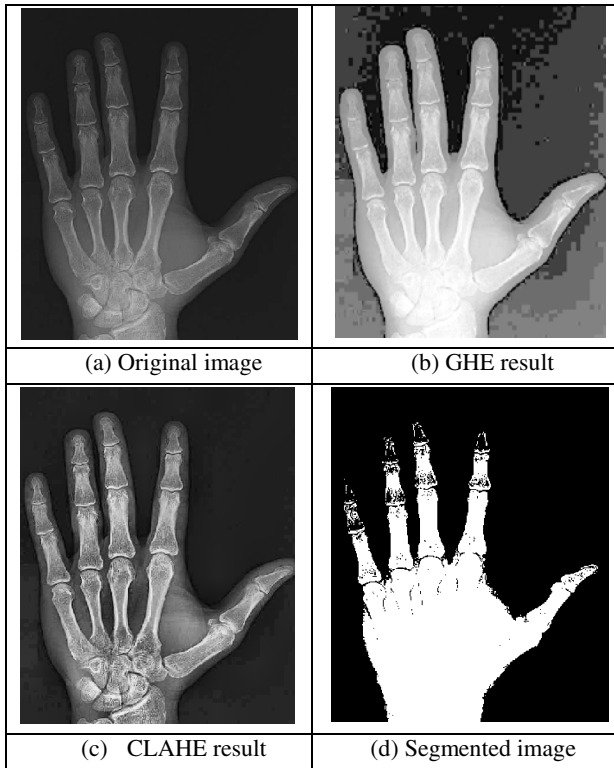 (a) Original image
(b) GHE result
(c) CLAHE result
(d) Segmented image